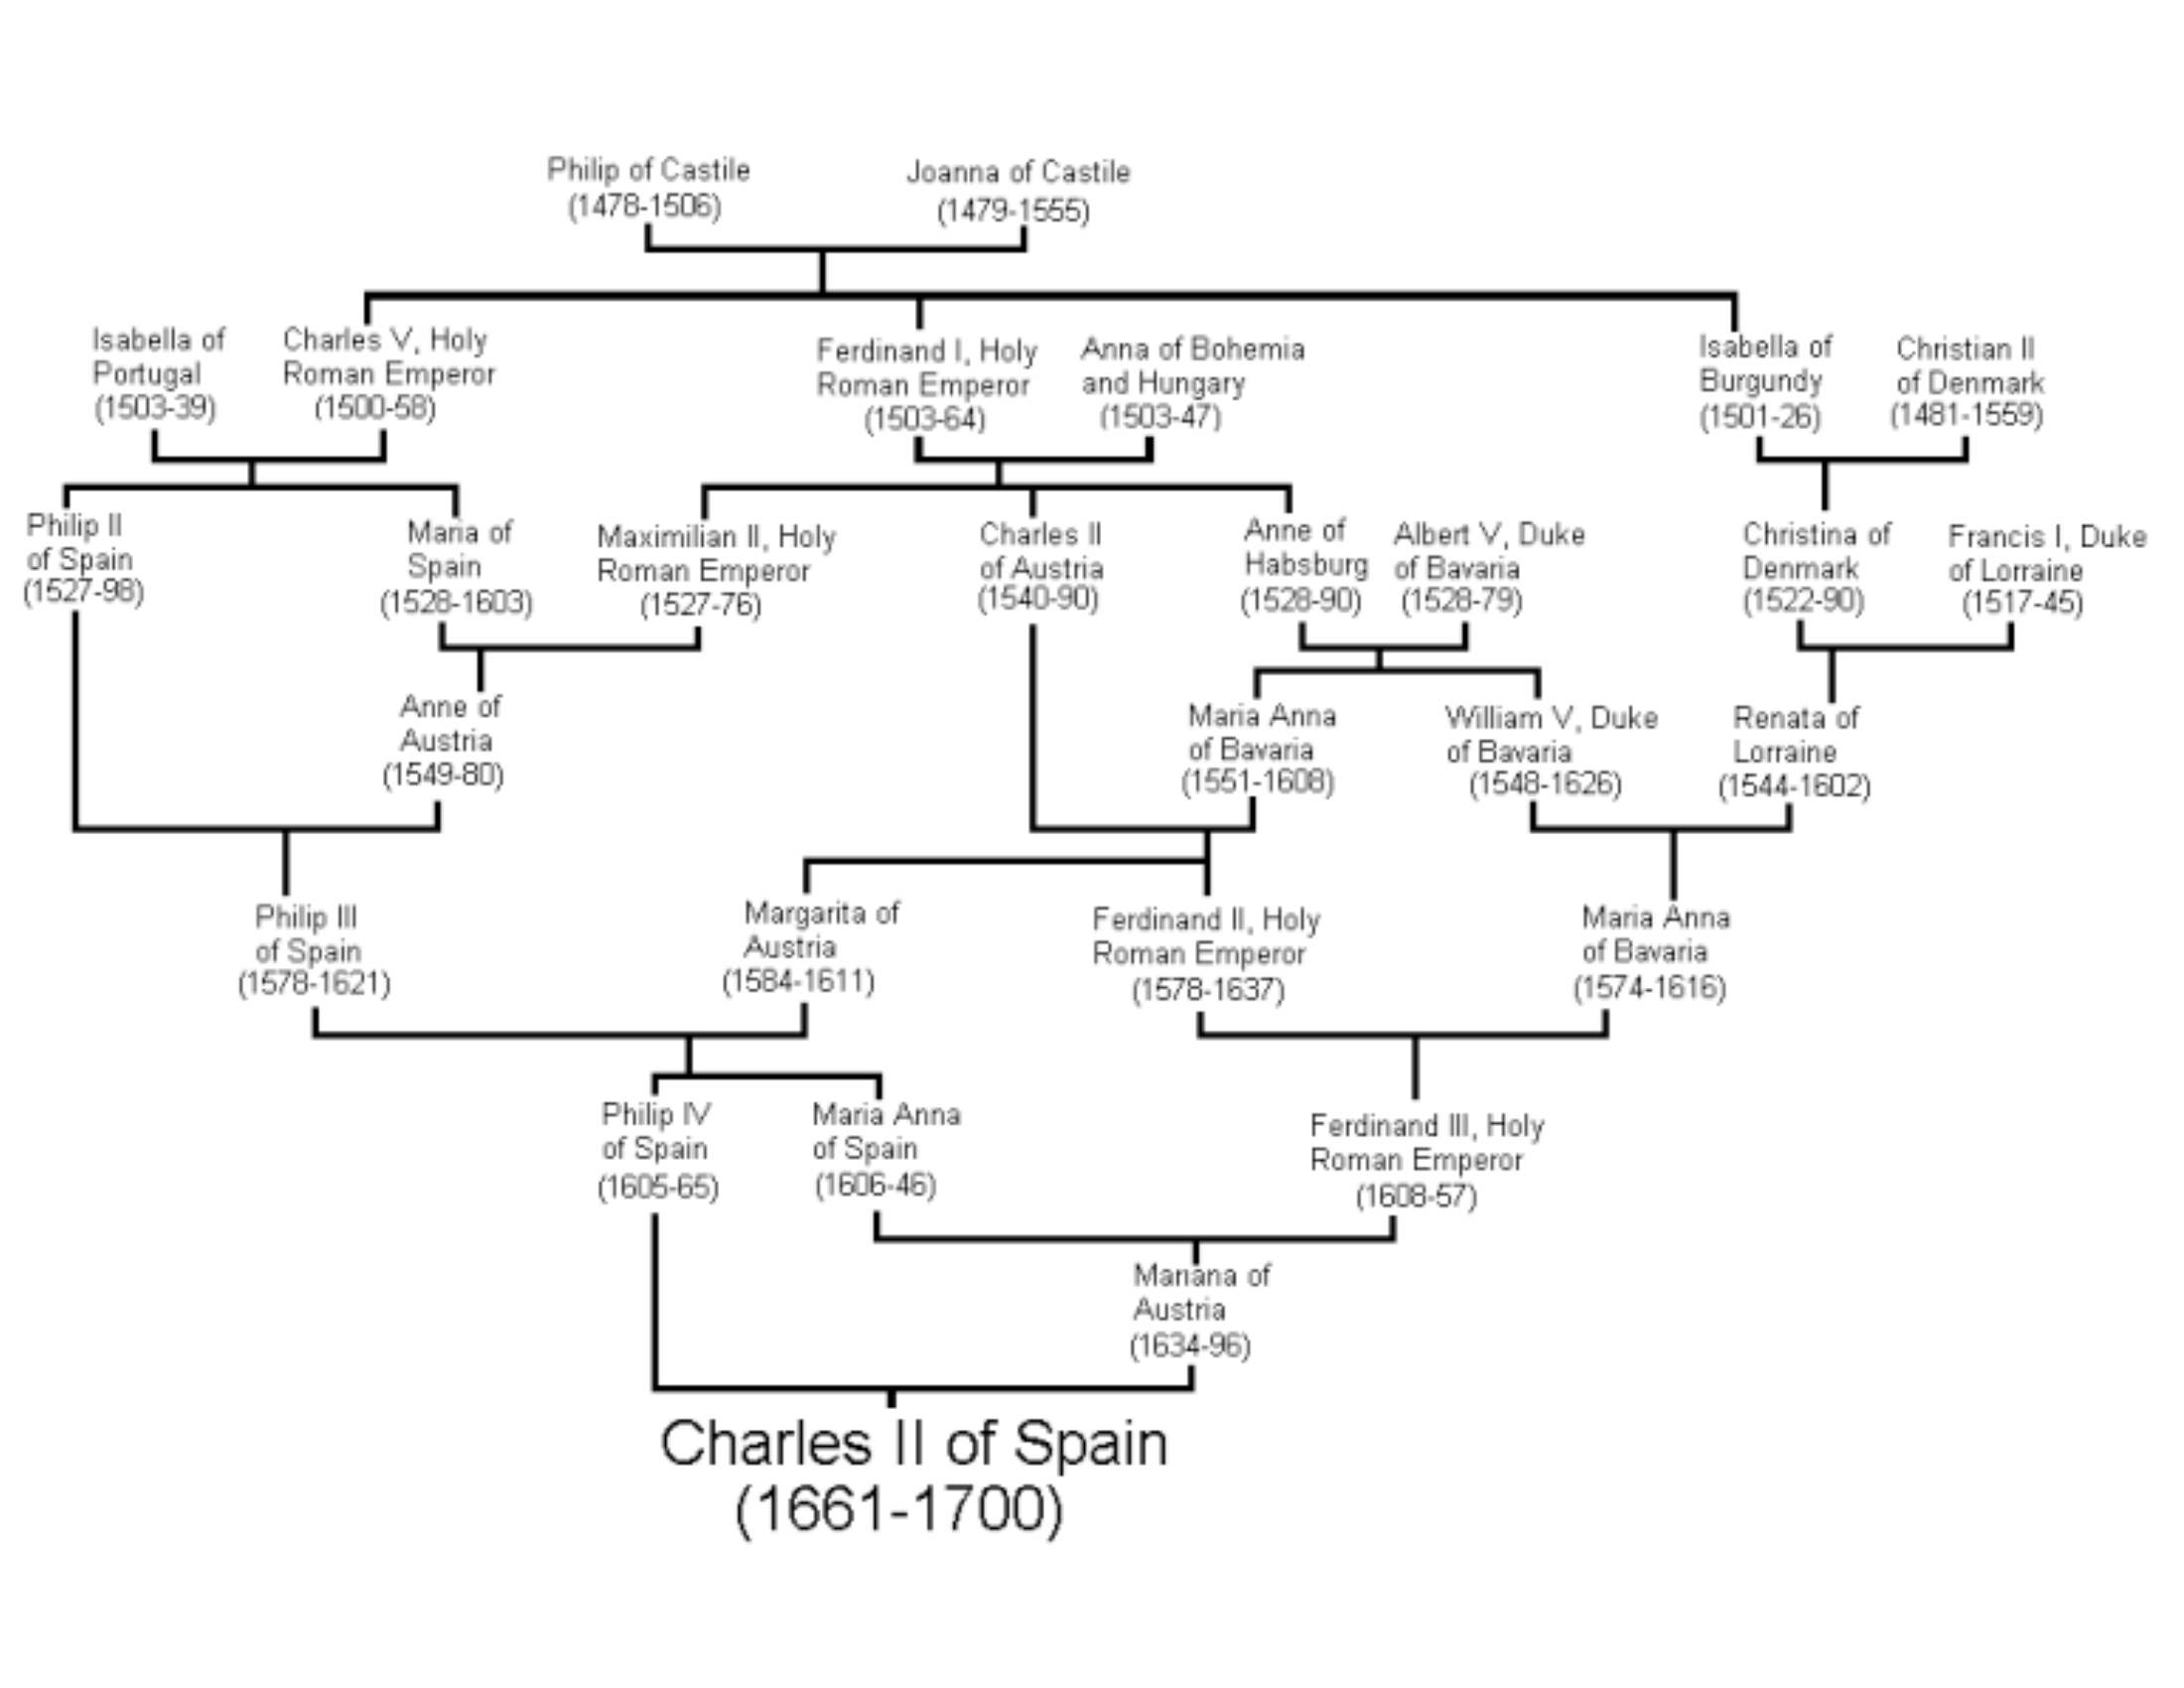 Philip of Castile
(1478-1506)
Joanna of Castile
(1479-1555)
Isabella of
Portugal
(1503-39)
Charles V, Holy
Roman Emperor
(1500-58)
Ferdinand I, Holy
Roman Emperor
(1503-64)
Anna of Bohemia
and Hungary
(1503-47)
Isabella of
Burgundy
(1501-26)
Christian II
of Denmark
(1481-1559)
Philip II
of Spain
(1527-98)
Maria of
Spain
(1528-1603)
Maximilian II, Holy
Roman Emperor
(1527-76)
Charles II
of Austria
(1540-90)
Anne of
Habsburg
(1528-90)
Albert V, Duke
of Bavaria
(1528-79)
Christina of
Denmark
(1522-90)
Francis I, Duke
of Lorraine
(1517-45)
Anne of
Austria
(1549-80)
Maria Anna
of Bavaria
(1551-1608)
William V, Duke
of Bavaria
(1548-1626)
Renata of
Lorraine
(1544-1602)
Philip III
of Spain
(1578-1621)
Margarita of
Austria
(1584-1611)
Ferdinand II, Holy
Roman Emperor
(1578-1637)
Maria Anna
of Bavaria
(1574-1616)
Philip IV
of Spain
(1605-65)
Maria Anna
of Spain
(1606-46)
Ferdinand III, Holy
Roman Emperor
(1608-57)
Mariana of
Austria
(1634-96)
Charles II of Spain
(1661-1700)